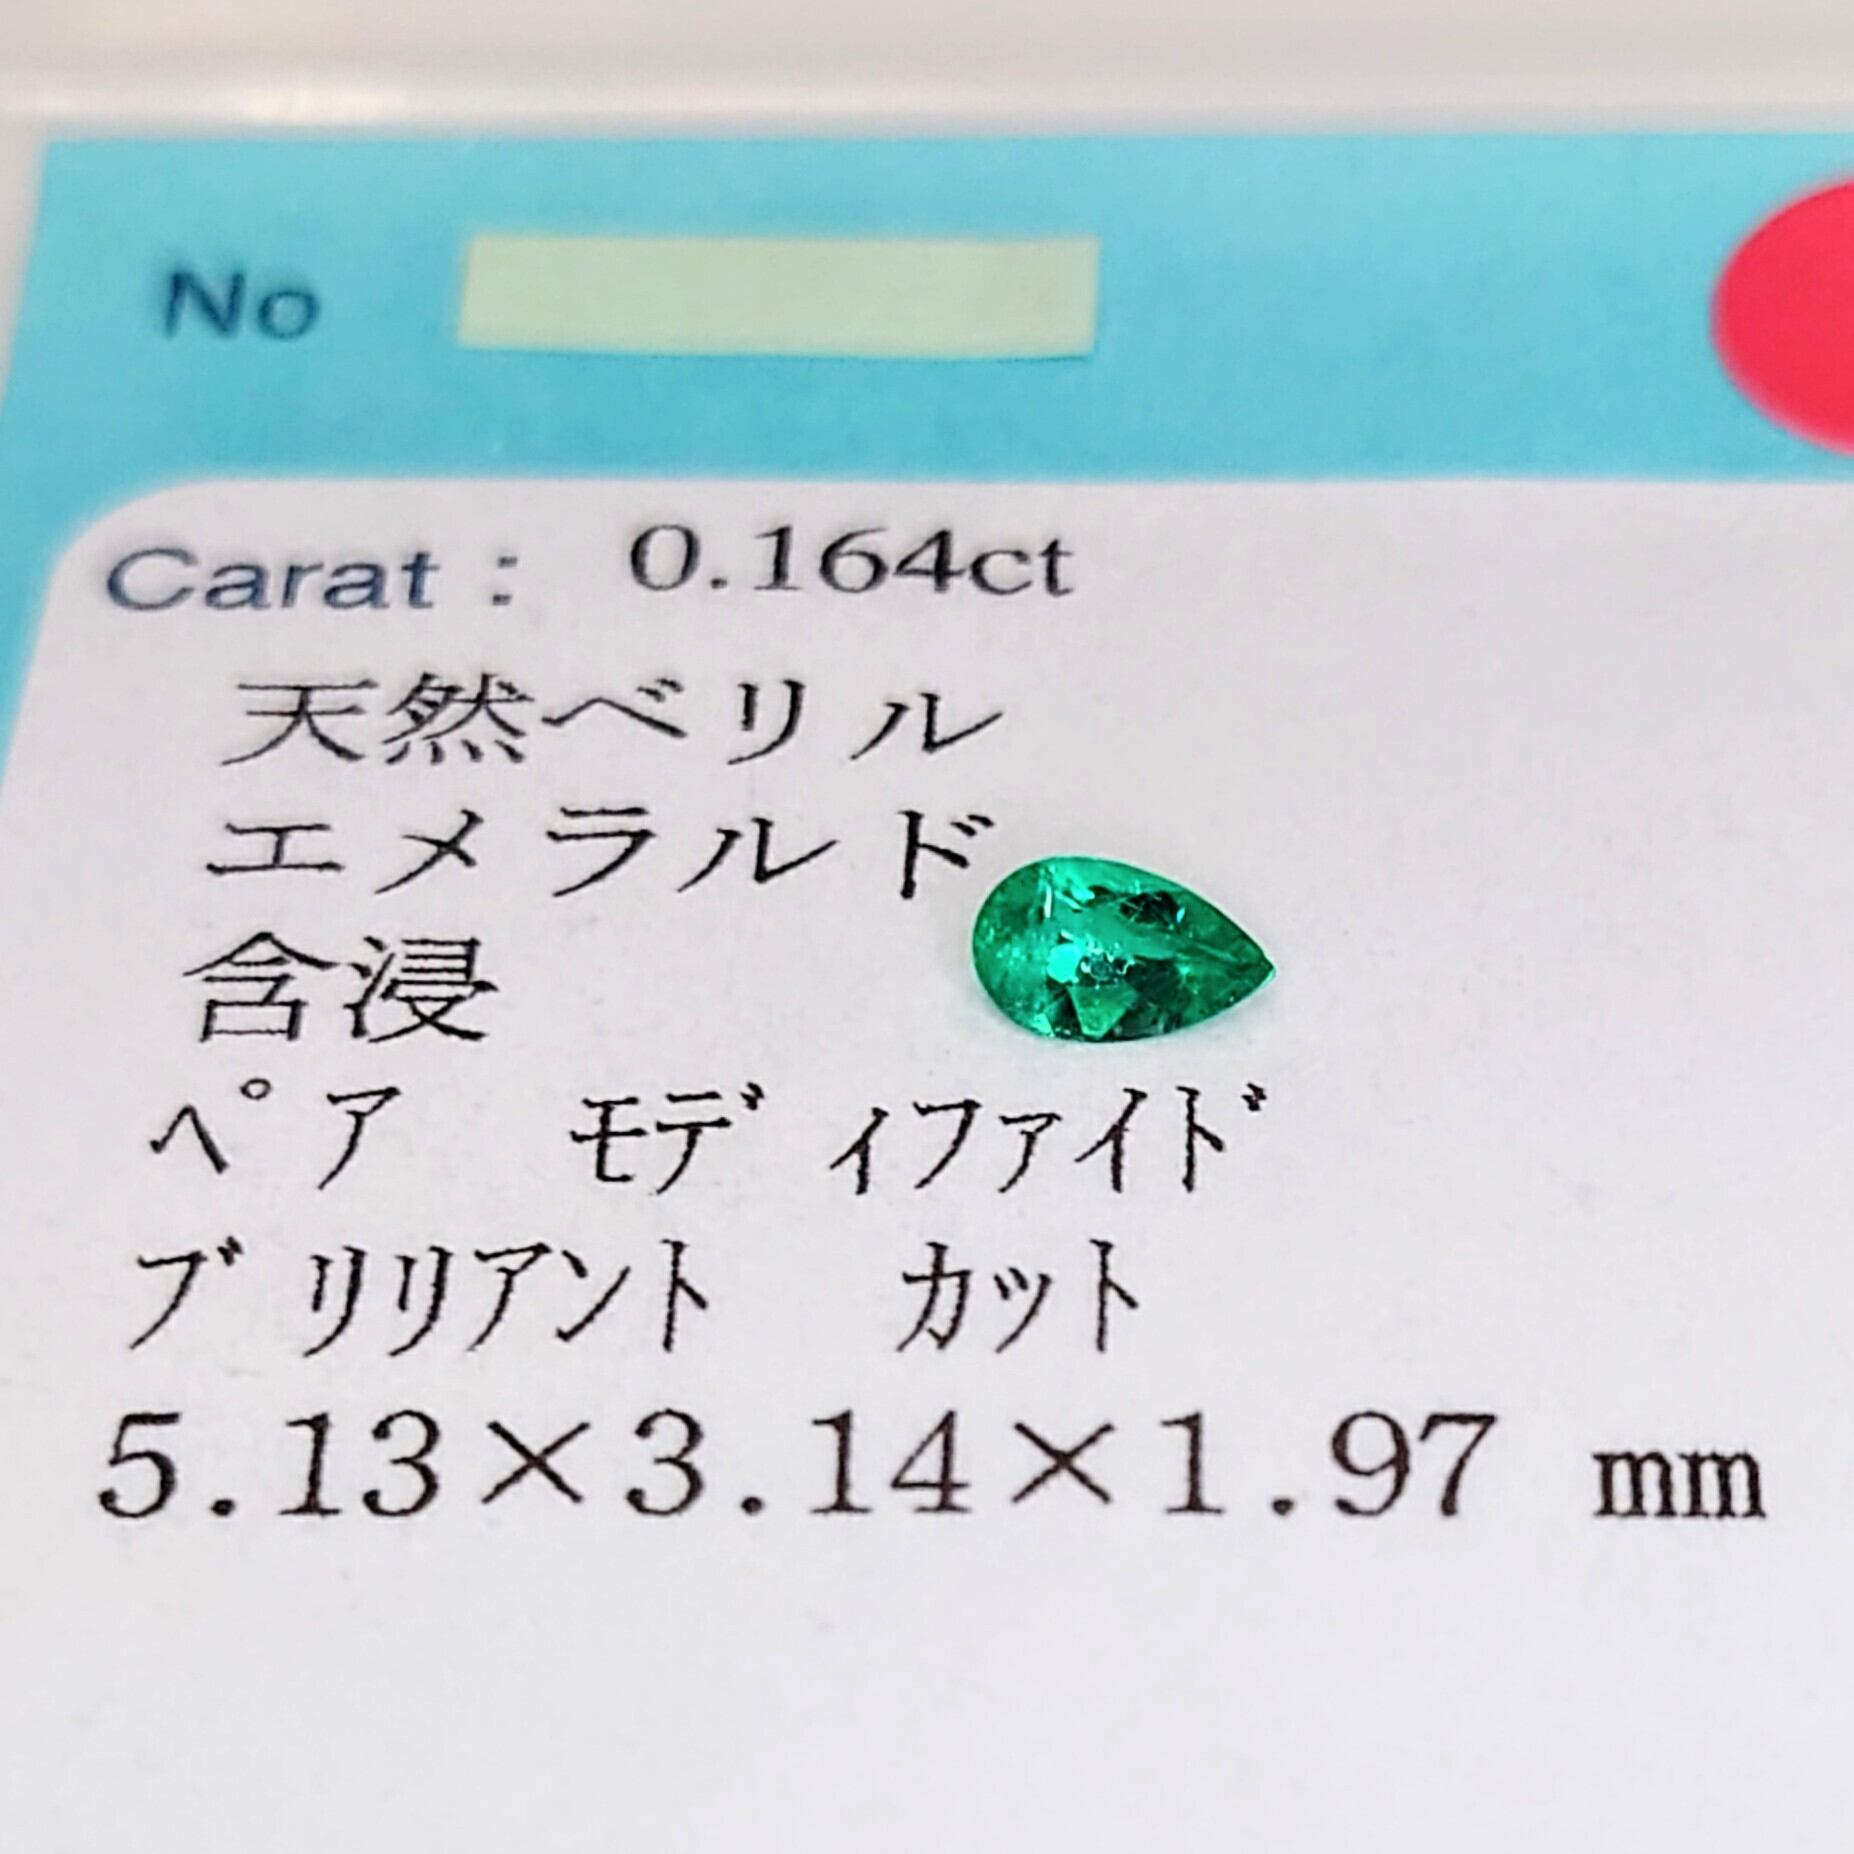 No
Carat : 0.164ct
天然ベリル
エメラルド
含浸
ﾍﾟｱ ﾓﾃﾞｨﾌｧｲﾄﾞ
ﾌﾞﾘﾘｱﾝﾄ ｶｯﾄ
5.13×3.14×1.97 mm